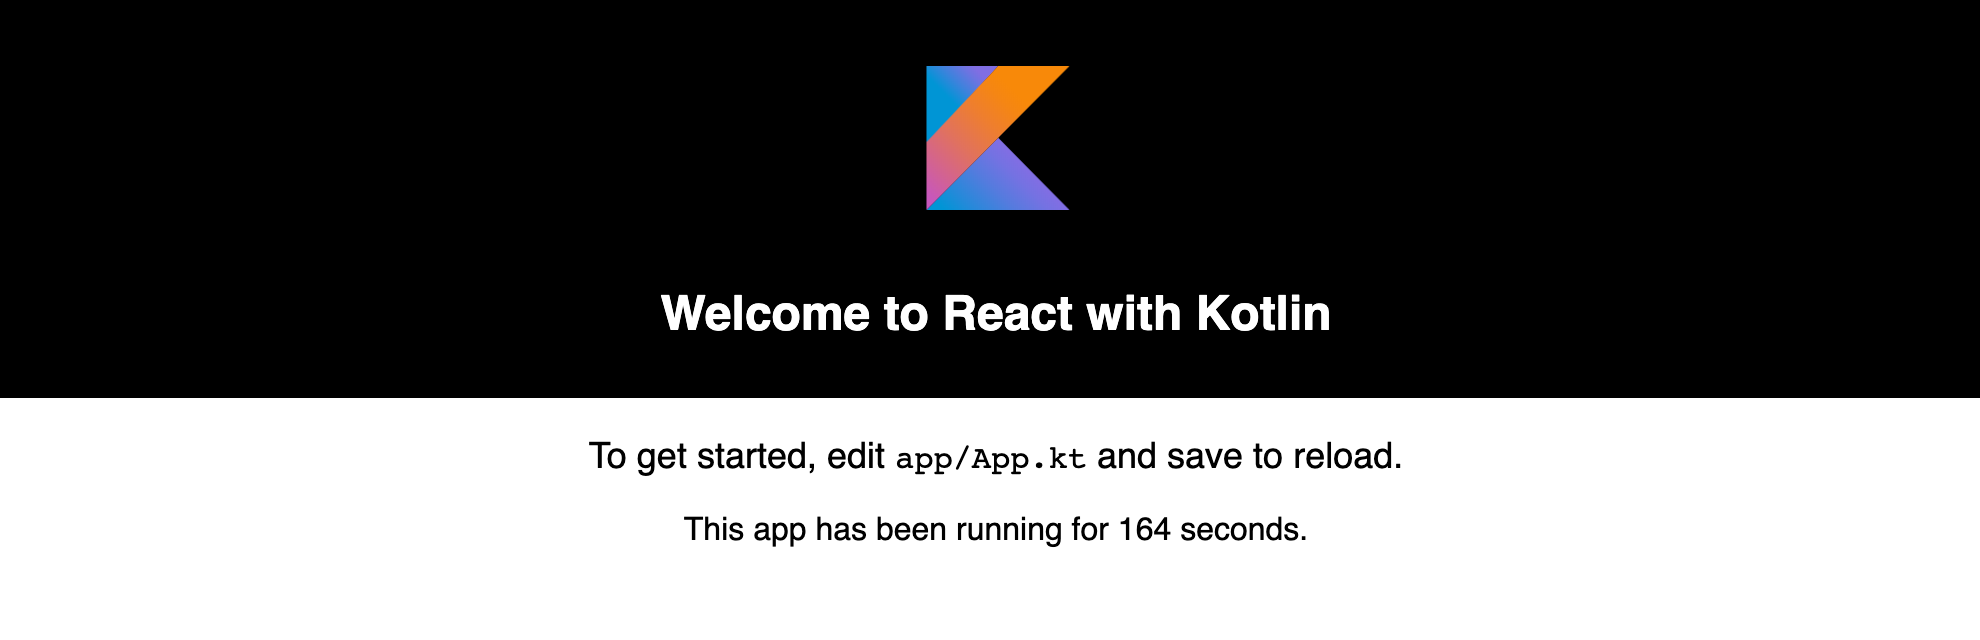 Welcome to React with Kotlin
To get started, edit app/App.kt and save to reload.
This app has been running for 164 seconds.